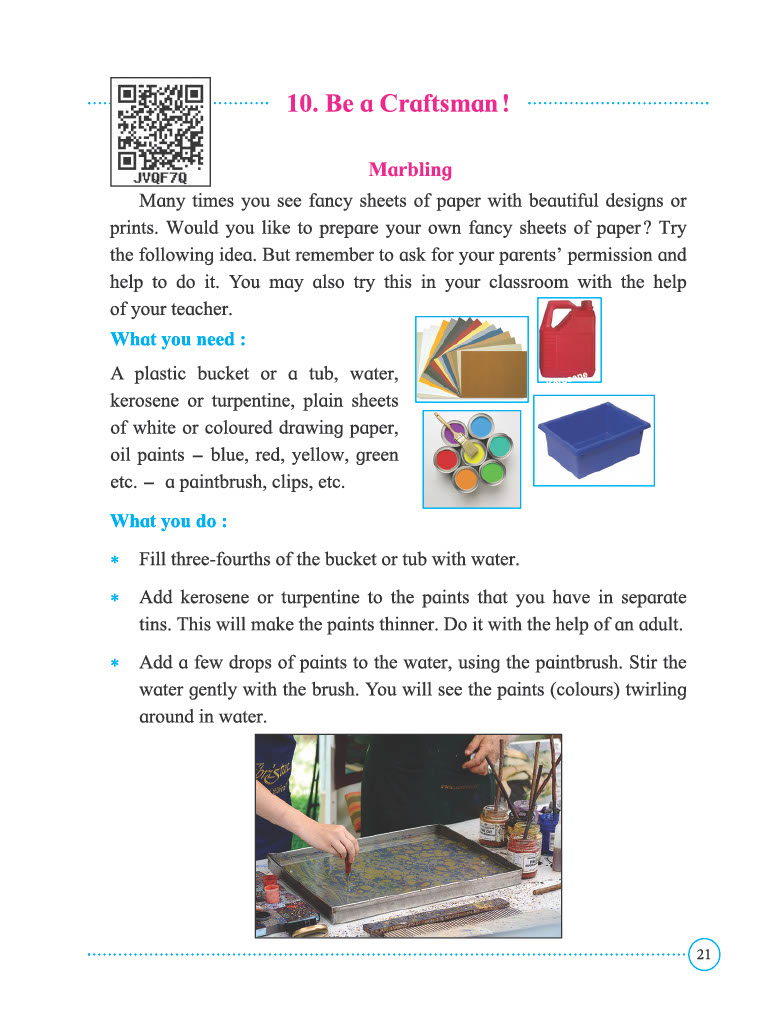 10. Be a Craftsman !
JVQF7Q
Marbling
Many times you see fancy sheets of paper with beautiful designs or
prints. Would you like to prepare your own fancy sheets of paper ? Try
the following idea. But remember to ask for your parents’ permission and
help to do it. You may also try this in your classroom with the help
of your teacher.
What you need :
A plastic bucket or a tub, water,
kerosene or turpentine, plain sheets
of white or coloured drawing paper,
oil paints – blue, red, yellow, green
etc. – a paintbrush, clips, etc.
What you do :
* Fill three-fourths of the bucket or tub with water.
* Add kerosene or turpentine to the paints that you have in separate
tins. This will make the paints thinner. Do it with the help of an adult.
* Add a few drops of paints to the water, using the paintbrush. Stir the
water gently with the brush. You will see the paints (colours) twirling
around in water.
21